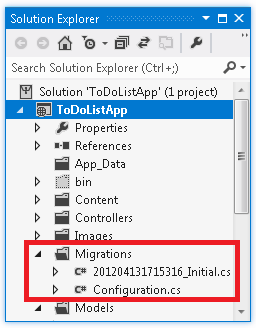 Solution Explorer
Search Solution Explorer (Ctrl+;)
Solution 'ToDoListApp' (1 project)
ToDoListApp
Properties
References
App_Data
bin
Content
Controllers
Images
Migrations
201204131715316_Initial.cs
Configuration.cs
Models